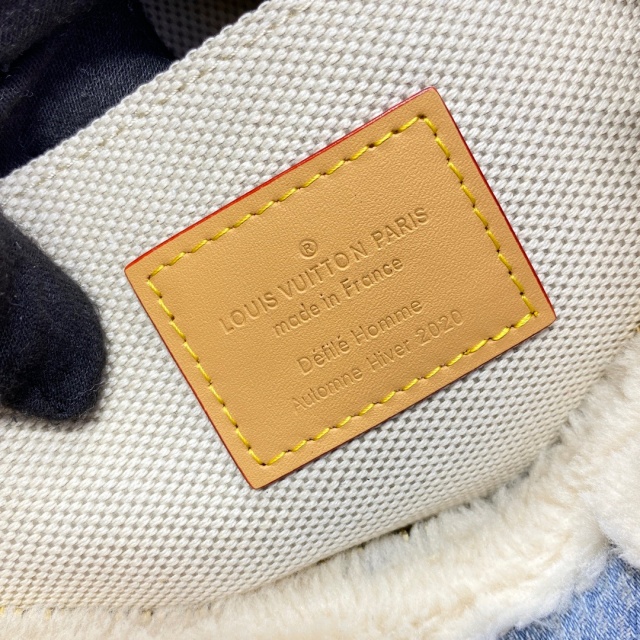 ®
LOUIS VUITTON PARIS
made in France
Défilé Homme
Automne Hiver 2020